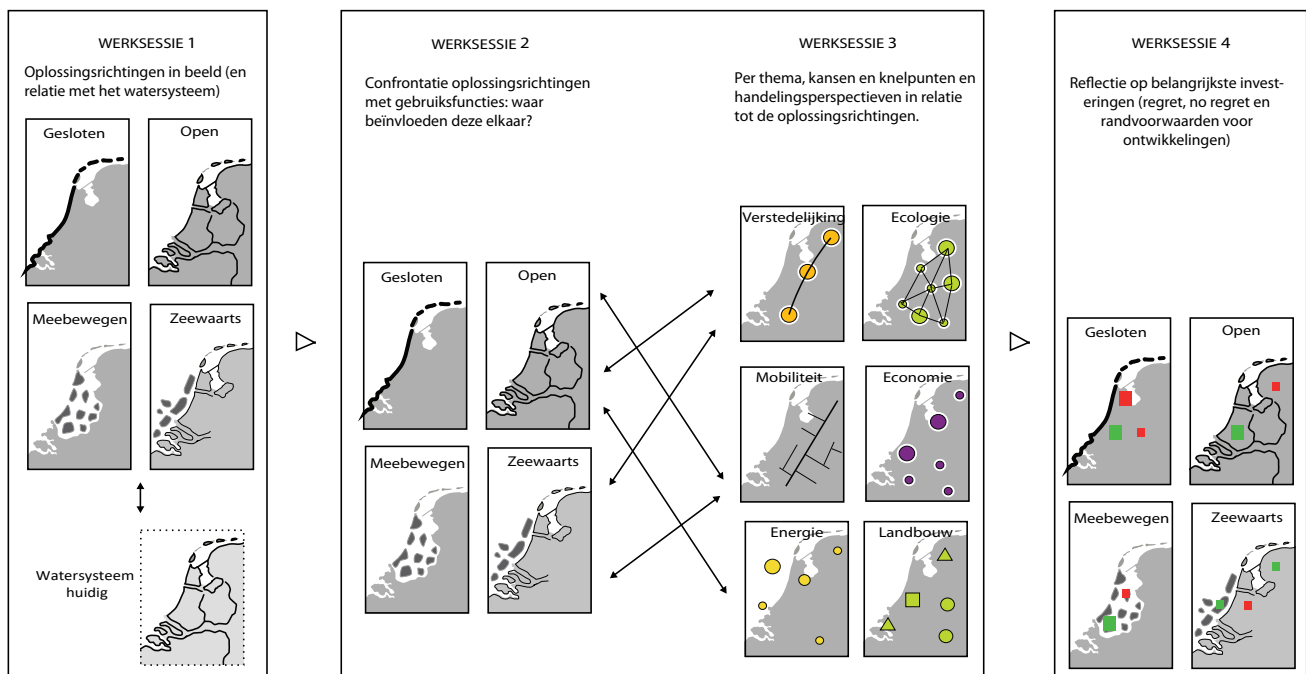 WERKSESSIE 1
Oplossingsrichtingen in beeld (en
relatie met het watersysteem)
Gesloten
Open
Meebewegen
Zeewaarts
Watersysteem
huidig
WERKSESSIE 2
Confrontatie oplossingsrichtingen
met gebruiksfuncties: waar
beïnvloeden deze elkaar?
Gesloten
Open
Meebewegen
Zeewaarts
WERKSESSIE 3
Per thema, kansen en knelpunten en
handelingsperspectieven in relatie
tot de oplossingsrichtingen.
Verstedelijking
Ecologie
Mobiliteit
Economie
Energie
Landbouw
WERKSESSIE 4
Reflectie op belangrijkste invest-
eringen (regret, no regret en
randvoorwaarden voor
ontwikkelingen)
Gesloten
Open
Meebewegen
Zeewaarts